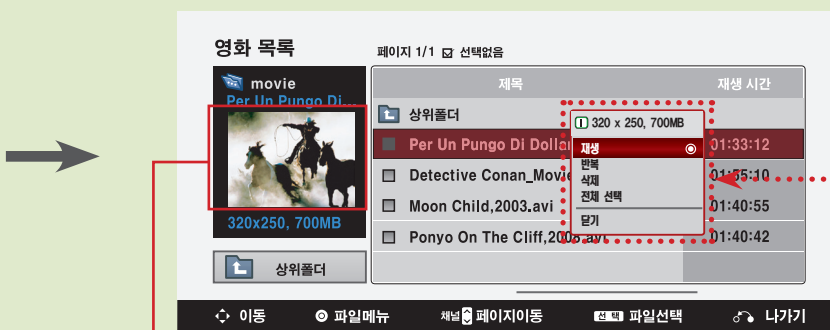 영화 목록
페이지 1/1 선택없음
movie
Per Un Pungo Di...
320x250, 700MB
상위폴더
제목 재생 시간
상위폴더
Per Un Pungo Di Dollar 01:33:12
Detective Conan_Movie 01:55:10
Moon Child,2003.avi 01:40:55
Ponyo On The Cliff,2008.avi 01:40:42
320 x 250, 700MB
재생
반복
삭제
전체 선택
닫기
이동 파일메뉴 채널 페이지이동 선택 파일선택 나가기